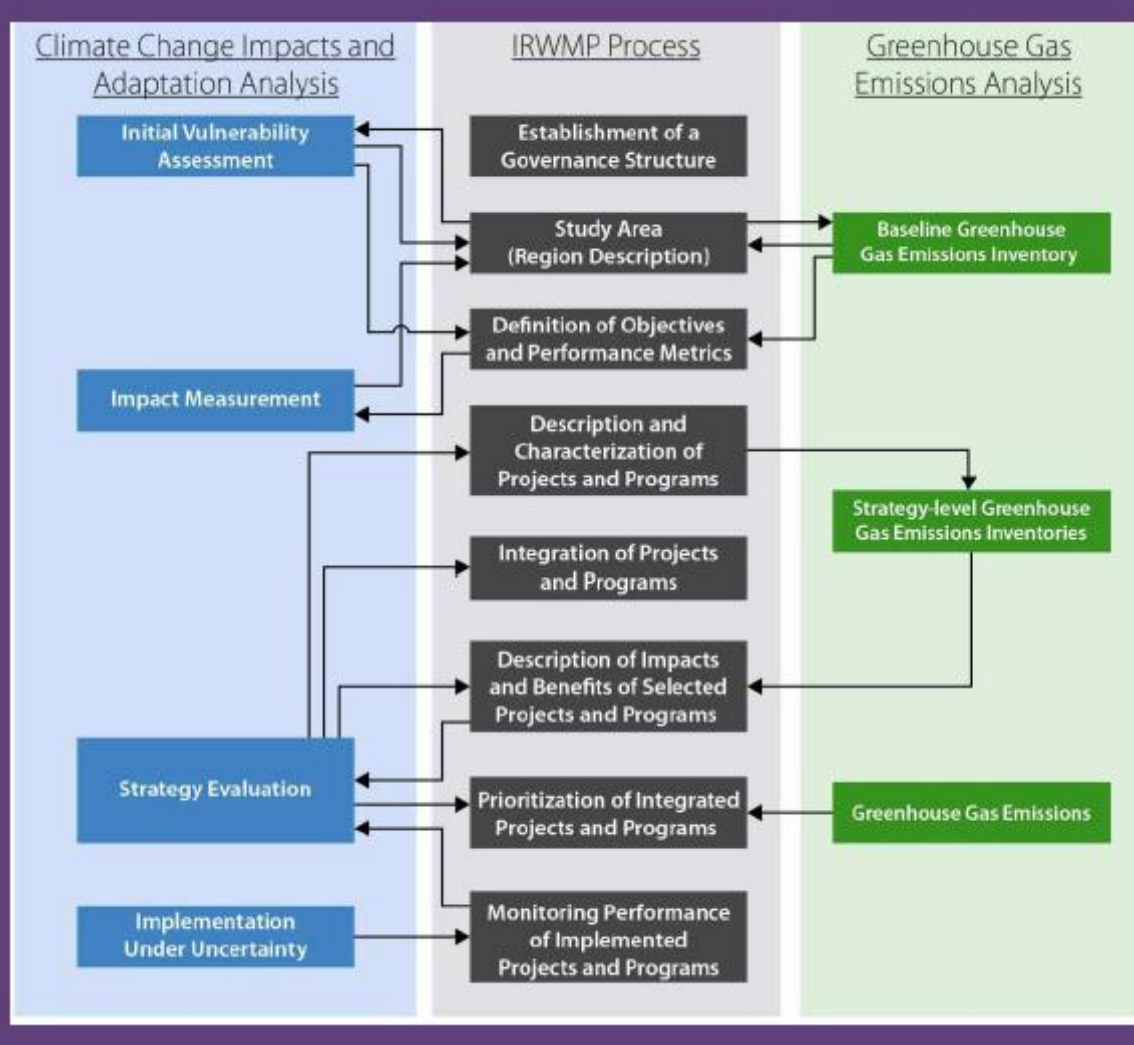 Climate Change Impacts and
Adaptation Analysis
Initial Vulnerability
Assessment
Impact Measurement
Strategy Evaluation
Implementation
Under Uncertainty
IRWMP Process
Establishment of a
Governance Structure
Study Area
(Region Description)
Definition of Objectives
and Performance Metrics
Description and
Characterization of
Projects and Programs
Integration of Projects
and Programs
Description of Impacts
and Benefits of Selected
Projects and Programs
Prioritization of Integrated
Projects and Programs
Monitoring Performance
of Implemented
Projects and Programs
Greenhouse Gas
Emissions Analysis
Baseline Greenhouse
Gas Emissions Inventory
Strategy-level Greenhouse
Gas Emissions Inventories
Greenhouse Gas Emissions